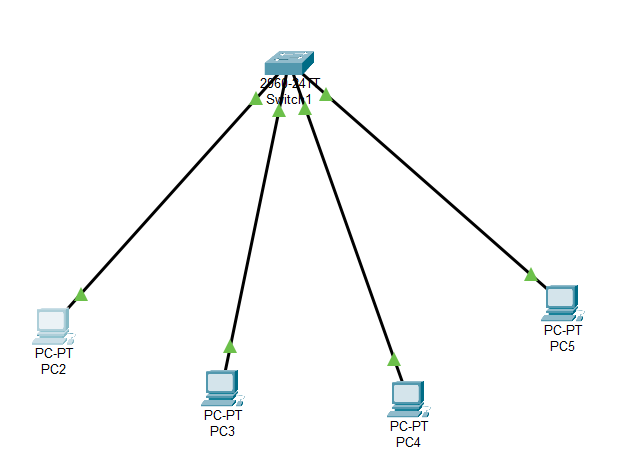 2960-24TT
Switch1
PC-PT
PC2
PC-PT
PC3
PC-PT
PC4
PC-PT
PC5